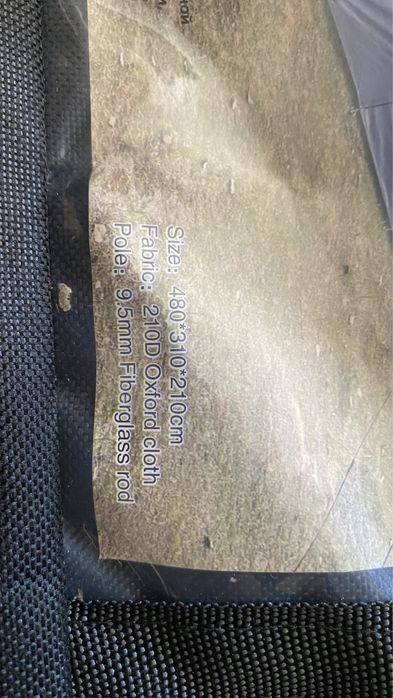 Size：480*310*210cm
Fabric：210D Oxford cloth
Pole：9.5mm Fiberglass rod